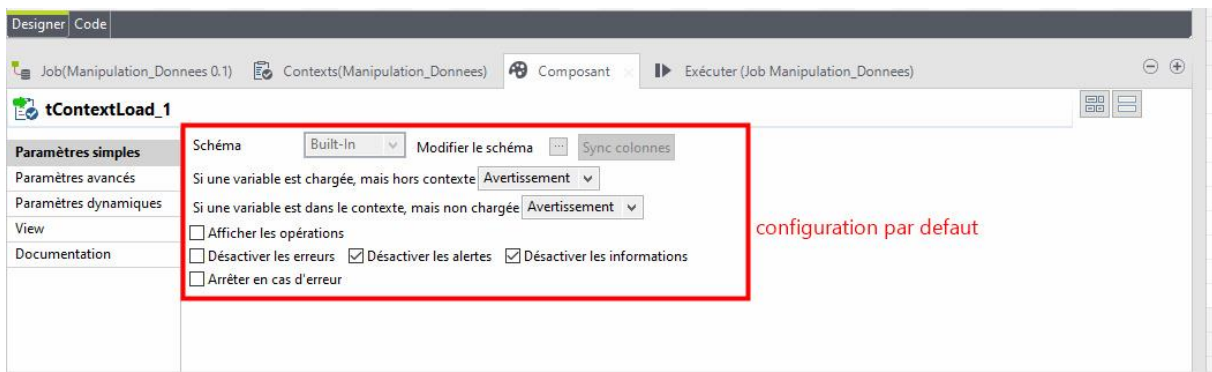 Designer Code
Job(Manipulation_Donnees 0.1) Contexts(Manipulation_Donnees) Composant Exécuter (Job Manipulation_Donnees)
tContextLoad_1
Paramètres simples
Paramètres avancés
Paramètres dynamiques
View
Documentation
Schéma Built-In Modifier le schéma ... Sync colonnes
Si une variable est chargée, mais hors contexte Avertissement
Si une variable est dans le contexte, mais non chargée Avertissement
Afficher les opérations
Désactiver les erreurs Désactiver les alertes Désactiver les informations
Arrêter en cas d'erreur
configuration par defaut